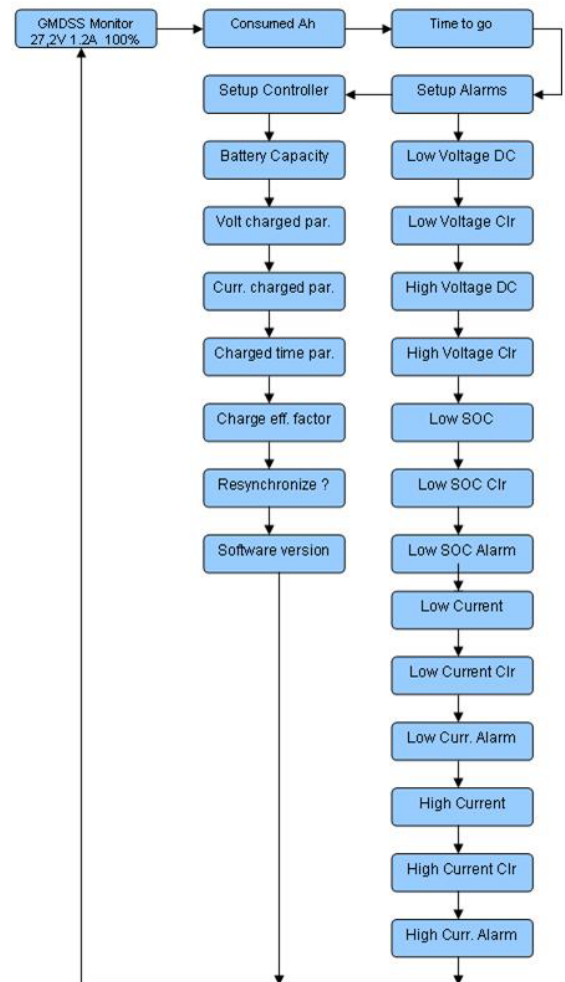 GMDSS Monitor
27,2V 1.2A 100%
Consumed Ah
Time to go
Setup Controller
Setup Alarms
Battery Capacity
Low Voltage DC
Volt charged par.
Low Voltage Clr
Curr. charged par.
High Voltage DC
Charged time par.
High Voltage Clr
Charge eff. factor
Low SOC
Resynchronize ?
Low SOC Clr
Software version
Low SOC Alarm
Low Current
Low Current Clr
Low Curr. Alarm
High Current
High Current Clr
High Curr. Alarm